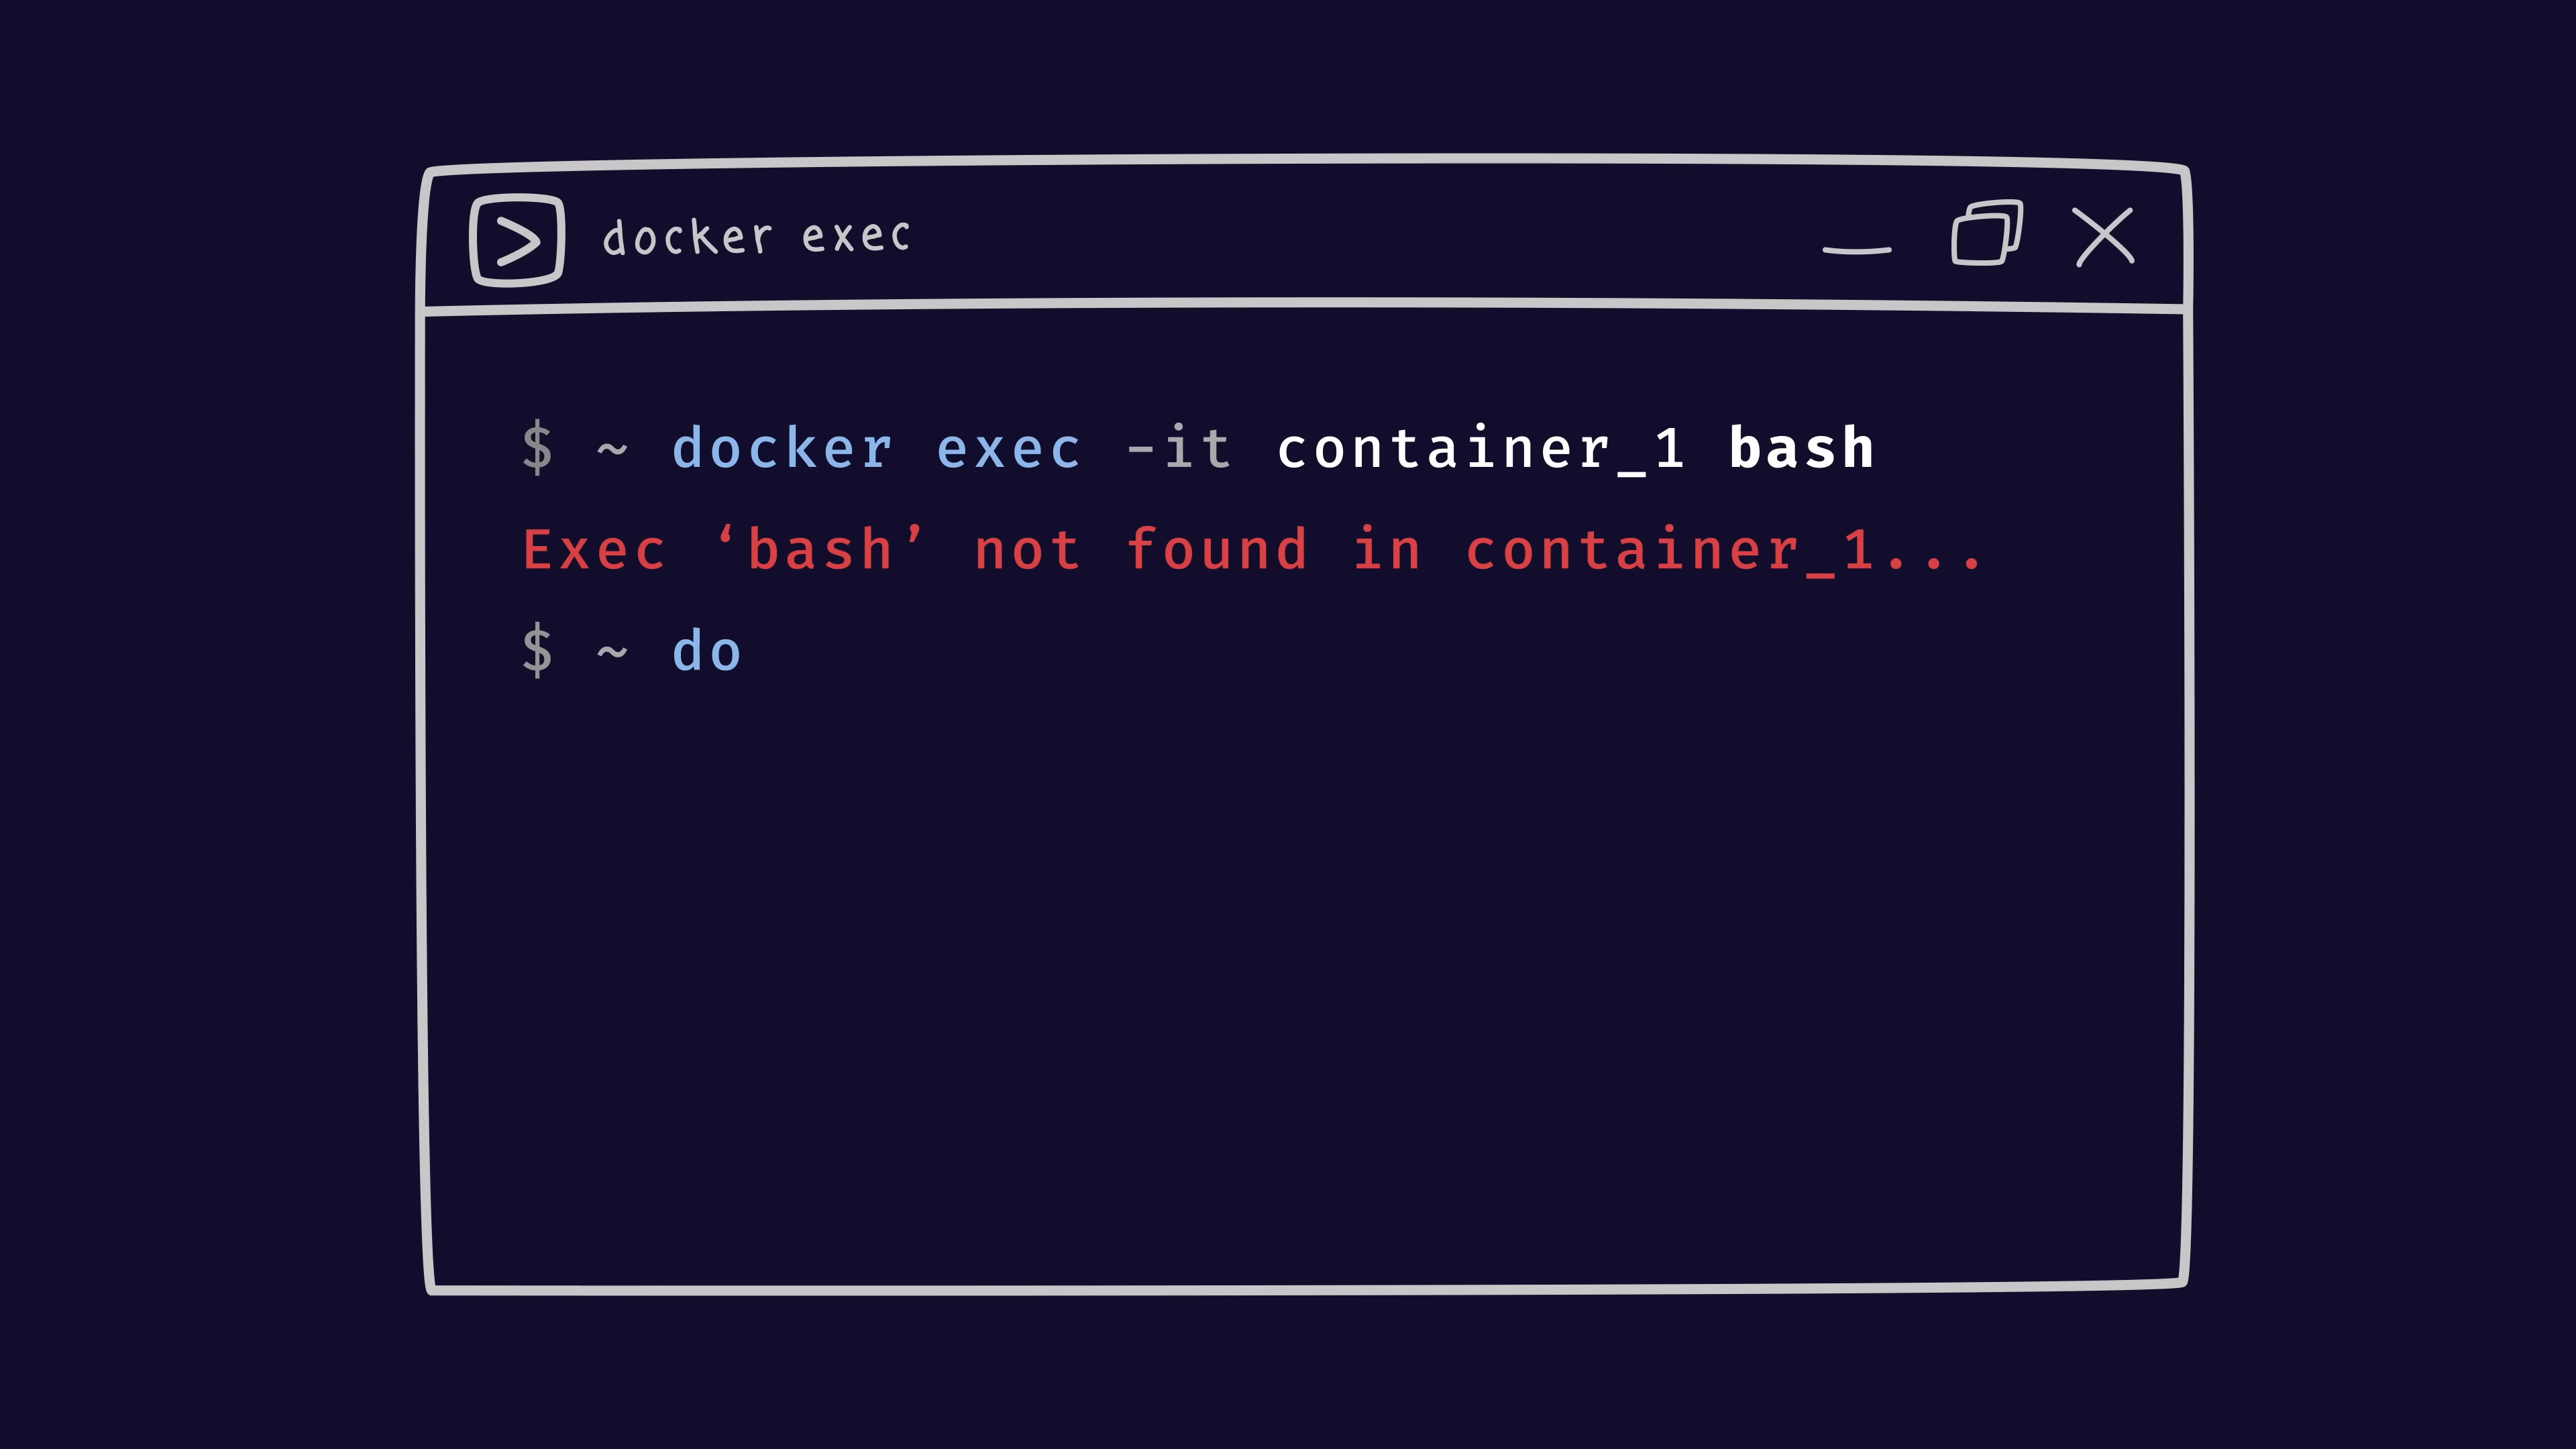 docker exec
$ ~ docker exec -it container_1 bash
Exec ‘bash’ not found in container_1...
$ ~ do